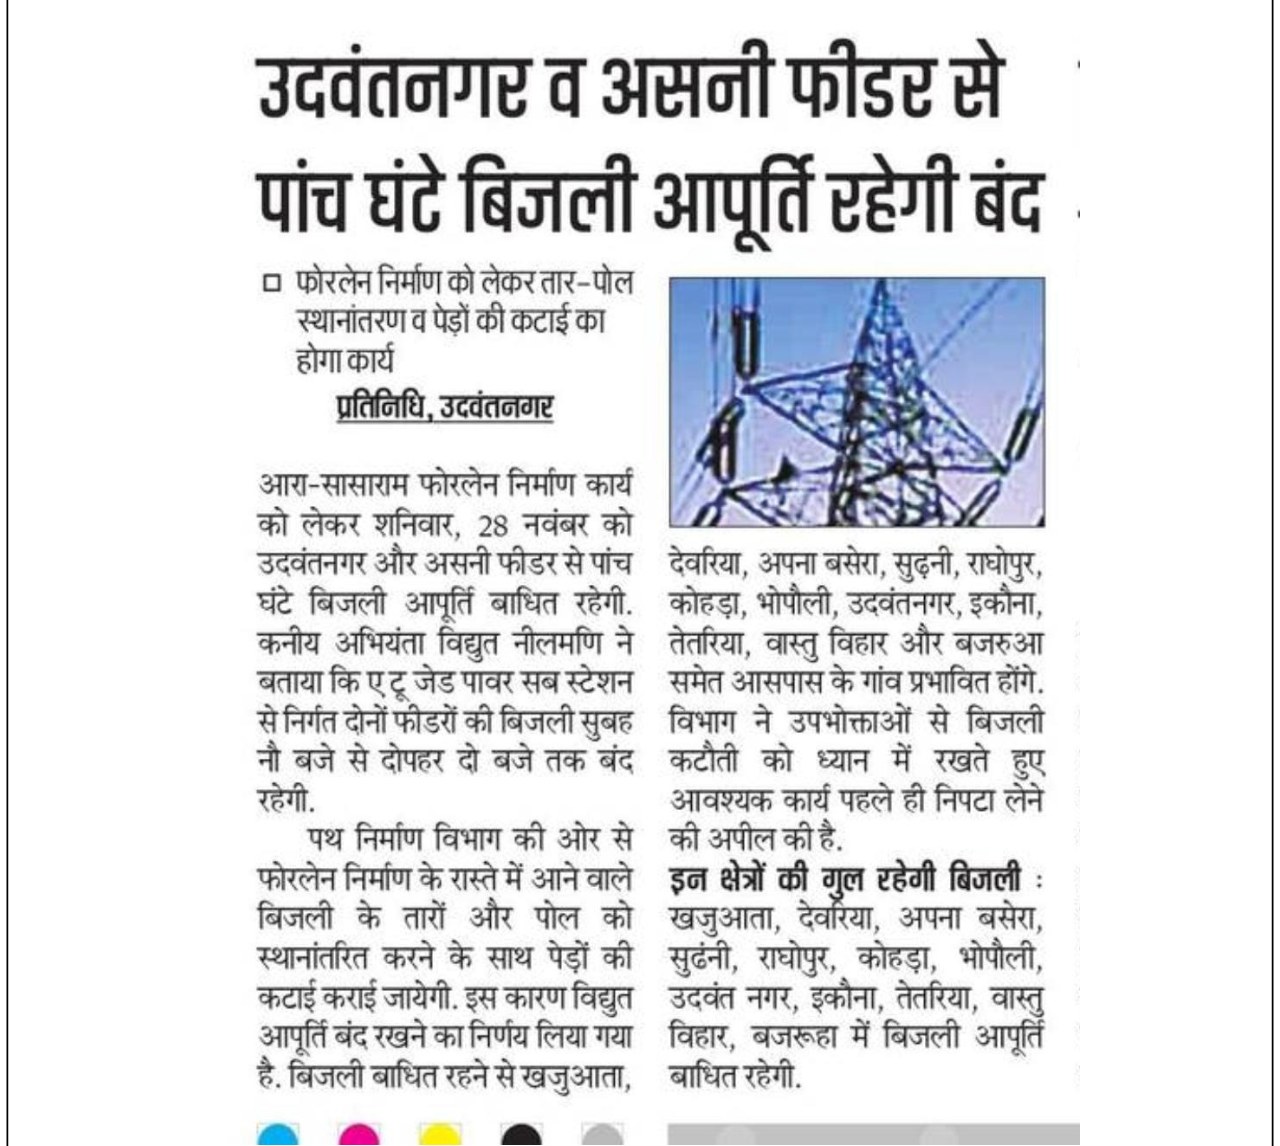 उदवंतनगर व असनी फीडर से
पांच घंटे बिजली आपूर्ति रहेगी बंद
फोरलेन निर्माण को लेकर तार-पोल
स्थानांतरण व पेड़ों की कटाई का
होगा कार्य
प्रतिनिधि, उदवंतनगर
आरा-सासाराम फोरलेन निर्माण कार्य
को लेकर शनिवार, 28 नवंबर को
उदवंतनगर और असनी फीडर से पांच
घंटे बिजली आपूर्ति बाधित रहेगी.
कनीय अभियंता विद्युत नीलमणि ने
बताया कि ए टू जेड पावर सब स्टेशन
से निर्गत दोनों फीडरों की बिजली सुबह
नौ बजे से दोपहर दो बजे तक बंद
रहेगी.
पथ निर्माण विभाग की ओर से
फोरलेन निर्माण के रास्ते में आने वाले
बिजली के तारों और पोल को
स्थानांतरित करने के साथ पेड़ों की
कटाई कराई जायेगी. इस कारण विद्युत
आपूर्ति बंद रखने का निर्णय लिया गया
है. बिजली बाधित रहने से खजुआता,
देवरिया, अपना बसेरा, सुढ़नी, राघोपुर,
कोहड़ा, भोपौली, उदवंतनगर, इकौना,
तेतरिया, वास्तु विहार और बजरुआ
समेत आसपास के गांव प्रभावित होंगे.
विभाग ने उपभोक्ताओं से बिजली
कटौती को ध्यान में रखते हुए
आवश्यक कार्य पहले ही निपटा लेने
की अपील की है.
इन क्षेत्रों की गुल रहेगी बिजली :
खजुआता, देवरिया, अपना बसेरा,
सुढंनी, राघोपुर, कोहड़ा, भोपौली,
उदवंत नगर, इकौना, तेतरिया, वास्तु
विहार, बजरूहा में बिजली आपूर्ति
बाधित रहेगी.